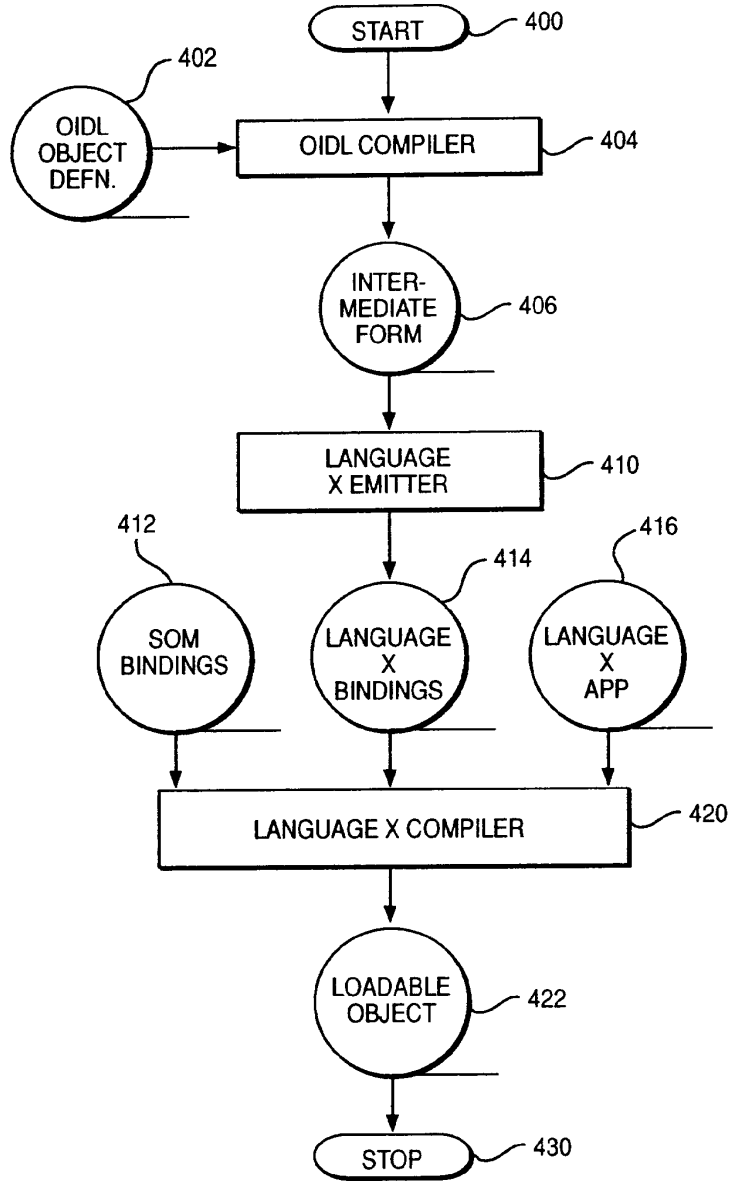 START
400
402
OIDL
OBJECT
DEFN.
OIDL COMPILER
404
INTER-
MEDIATE
FORM
406
LANGUAGE
X EMITTER
410
412
SOM
BINDINGS
414
LANGUAGE
X
BINDINGS
416
LANGUAGE
X
APP
LANGUAGE X COMPILER
420
LOADABLE
OBJECT
422
STOP
430